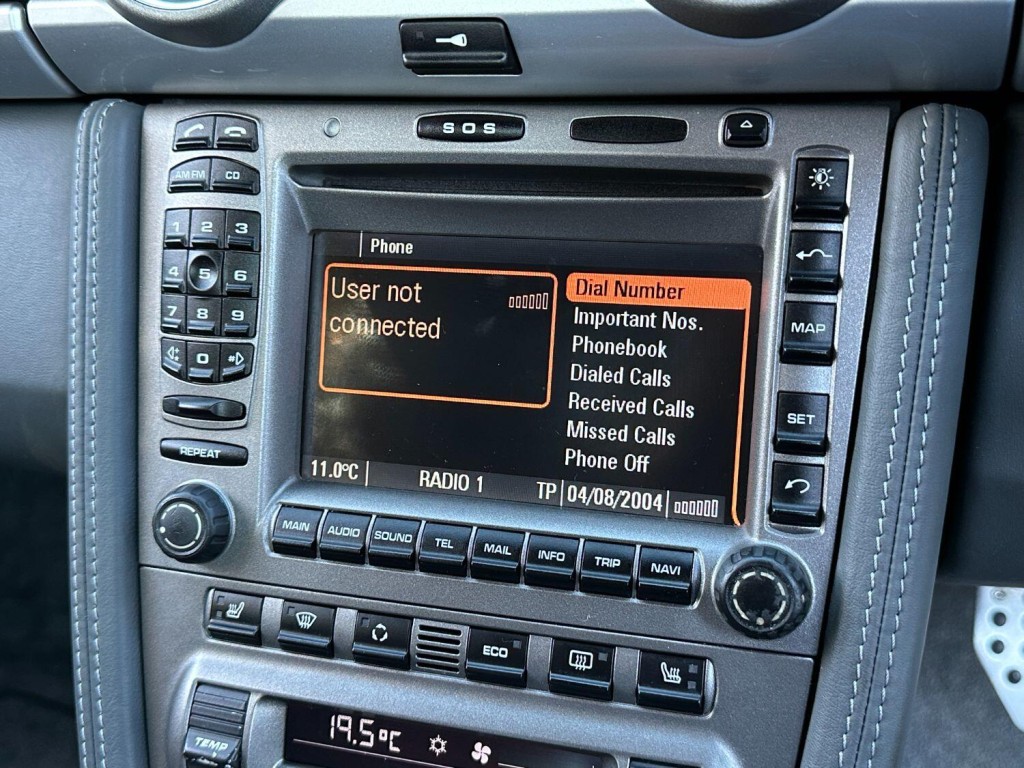 SOS
AM FM CD
1 2 3
4 5 6
7 8 9
0 #
REPEAT
Phone
User not
connected
Dial Number
Important Nos.
Phonebook
Dialed Calls
Received Calls
Missed Calls
Phone Off
11.0°C RADIO 1 TP 04/08/2004
MAP
SET
MAIN AUDIO SOUND TEL MAIL INFO TRIP NAVI
ECO
TEMP
19.5°C